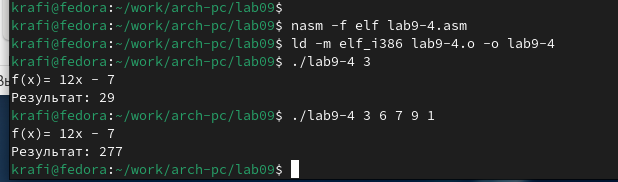 krafi@fedora:~/work/arch-pc/lab09$
krafi@fedora:~/work/arch-pc/lab09$ nasm -f elf lab9-4.asm
krafi@fedora:~/work/arch-pc/lab09$ ld -m elf_i386 lab9-4.o -o lab9-4
krafi@fedora:~/work/arch-pc/lab09$ ./lab9-4 3
f(x)= 12x - 7
Результат: 29
krafi@fedora:~/work/arch-pc/lab09$ ./lab9-4 3 6 7 9 1
f(x)= 12x - 7
Результат: 277
krafi@fedora:~/work/arch-pc/lab09$